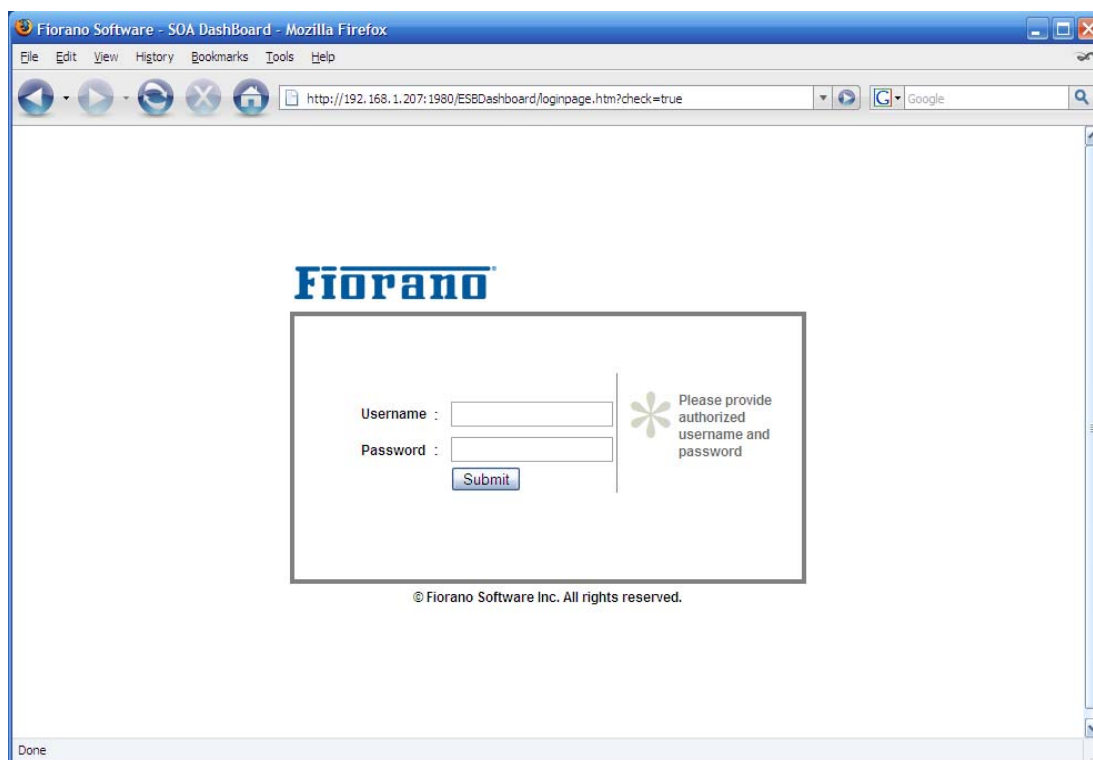 Fiorano Software - SOA DashBoard - Mozilla Firefox
File Edit View History Bookmarks Tools Help
http://192.168.1.207:1980/ESBDashboard/loginpage.htm?check=true G Google
Fiorano
Username :
Password :
Submit
Please provide
authorized
username and
password
© Fiorano Software Inc. All rights reserved.
Done